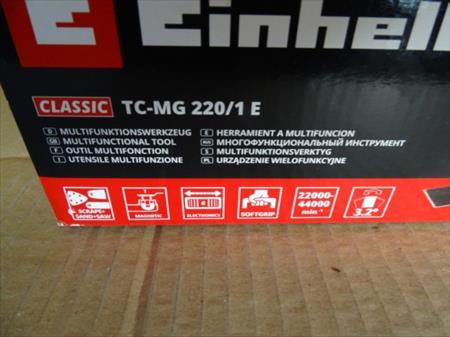 E Einhell
CLASSIC TC-MG 220/1 E
D MULTIFUNKTIONSWERKZEUG
GB MULTIFUNCTIONAL TOOL
F OUTIL MULTIFONCTION
I UTENSILE MULTIFUNZIONE
E HERRAMIENT A MULTIFUNCION
RUS МНОГОФУНКЦИОНАЛЬНЫЙ ИНСТРУМЕНТ
S MULTIFUNKTIONSVERKTYG
PL URZĄDZENIE WIELOFUNKCYJNE
SCRAPE+
SAND+SAW
MAGNETIC
ELECTRONICS
SOFTGRIP
22000-
44000
min⁻¹
3.2°